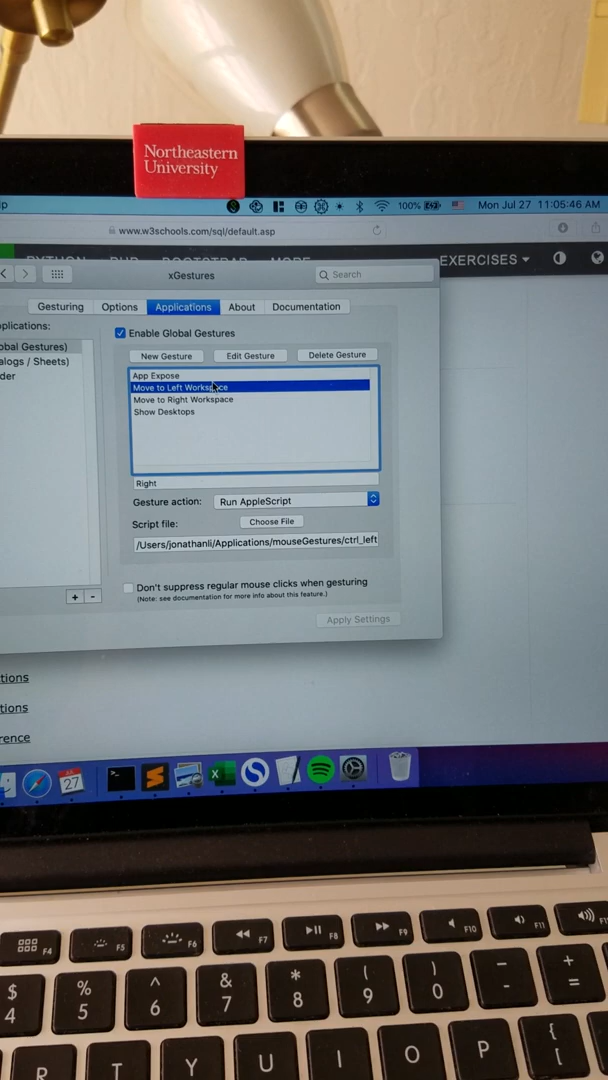 Northeastern
University
100%
Mon Jul 27 11:05:46 AM
www.w3schools.com/sql/default.asp
EXERCISES
xGestures
Search
Gesturing
Options
Applications
About
Documentation
plications:
Enable Global Gestures
obal Gestures)
alogs / Sheets)
der
New Gesture
Edit Gesture
Delete Gesture
App Expose
Move to Left Workspace
Move to Right Workspace
Show Desktops
Right
Gesture action:
Run AppleScript
Script file:
Choose File
/Users/jonathanli/Applications/mouseGestures/ctrl_left
Don't suppress regular mouse clicks when gesturing
(Note: see documentation for more info about this feature.)
+ -
Apply Settings
tions
tions
rence
27
F4 F5 F6 F7 F8 F9 F10 F11
$ % ^ & * ( ) - +
4 5 6 7 8 9 0 - =
R T Y U I O P { [